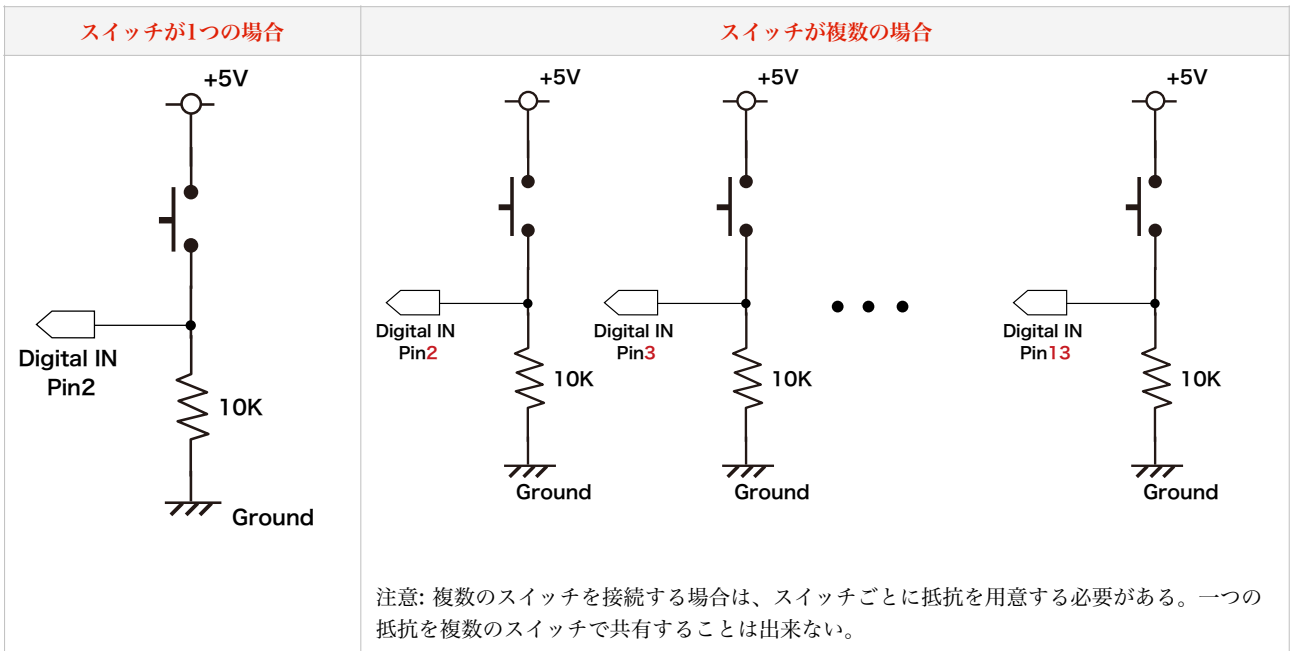 スイッチが1つの場合
スイッチが複数の場合
+5V
Digital IN
Pin2
10K
Ground
+5V
Digital IN
Pin2
10K
Ground
+5V
Digital IN
Pin3
10K
Ground
+5V
Digital IN
Pin13
10K
Ground
注意: 複数のスイッチを接続する場合は、スイッチごとに抵抗を用意する必要がある。一つの
抵抗を複数のスイッチで共有することは出来ない。